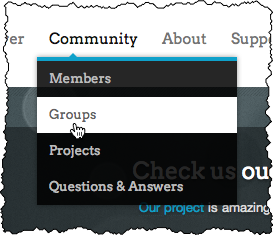 Community About
Members
Groups
Projects
Check us
Questions & Answers
Our project is amazing